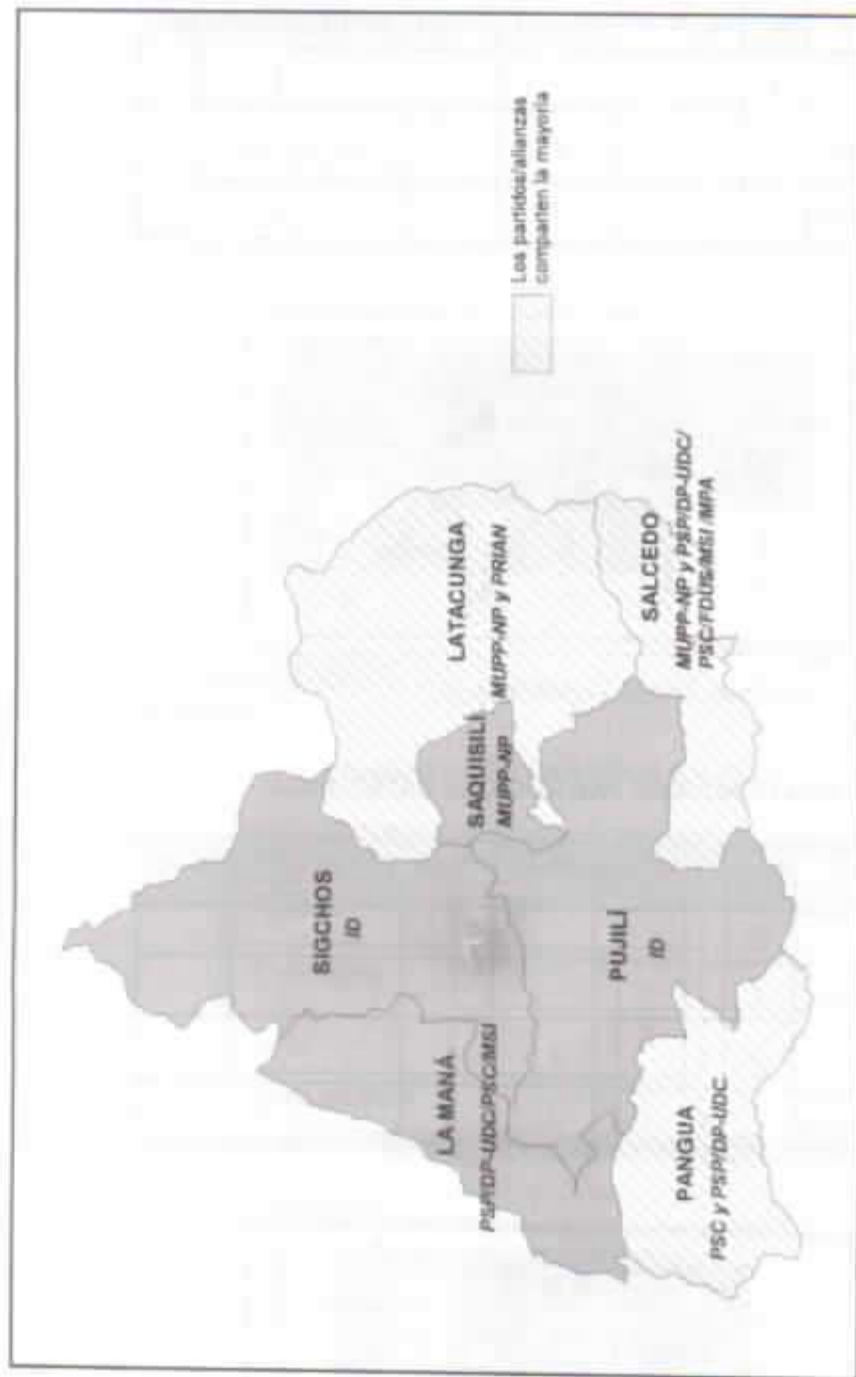 SIGCHOS
ID
LA MANÁ
PSP/DP-UDC/PSC/MSI
SAQUISILÍ
MUPP-NP
LATACUNGA
MUPP-NP y PRIAN
PUJILÍ
ID
PANGUA
PSC y PSP/DP-UDC
SALCEDO
MUPP-NP y PSP/DP-UDC/
PSC/FDUS/MSI /MPA
Los partidos/alianzas
comparten la mayoría